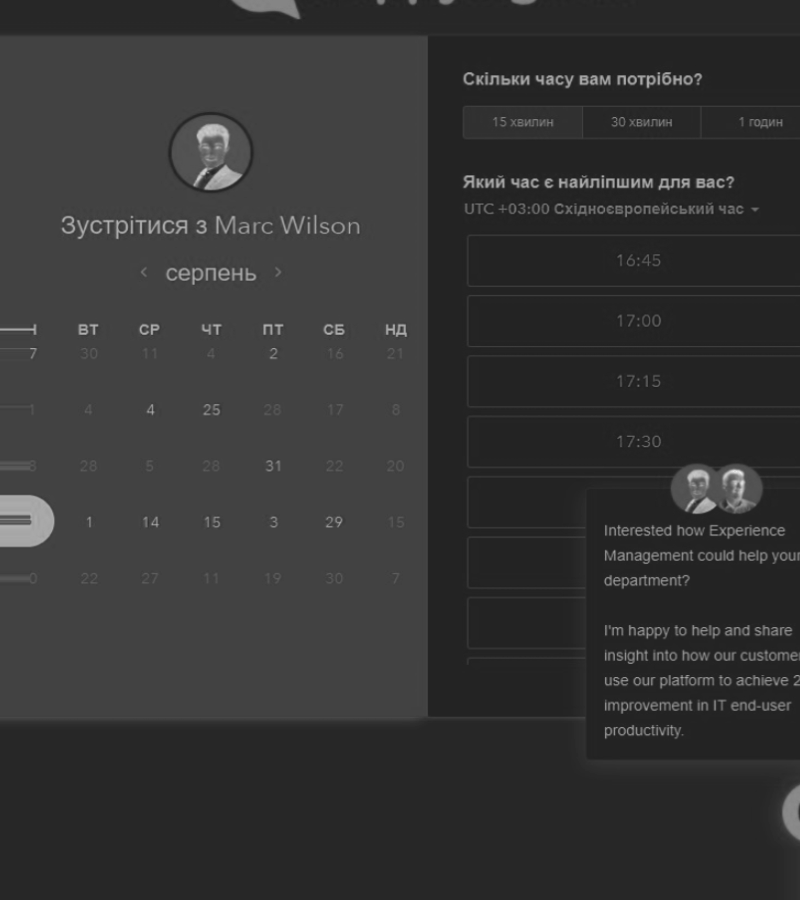 Зустрітися з Marc Wilson
‹ серпень ›
ВТ СР ЧТ ПТ СБ НД
7 30 11 4 2 16 21
1 4 4 25 28 17 8
8 28 5 28 31 22 20
1 14 15 3 29 15
0 22 27 11 19 30 7
Скільки часу вам потрібно?
15 хвилин 30 хвилин 1 годин
Який час є найліпшим для вас?
UTC +03:00 Східноєвропейський час
16:45
17:00
17:15
17:30
Interested how Experience
Management could help your
department?
I'm happy to help and share
insight into how our customer
use our platform to achieve 2
improvement in IT end-user
productivity.